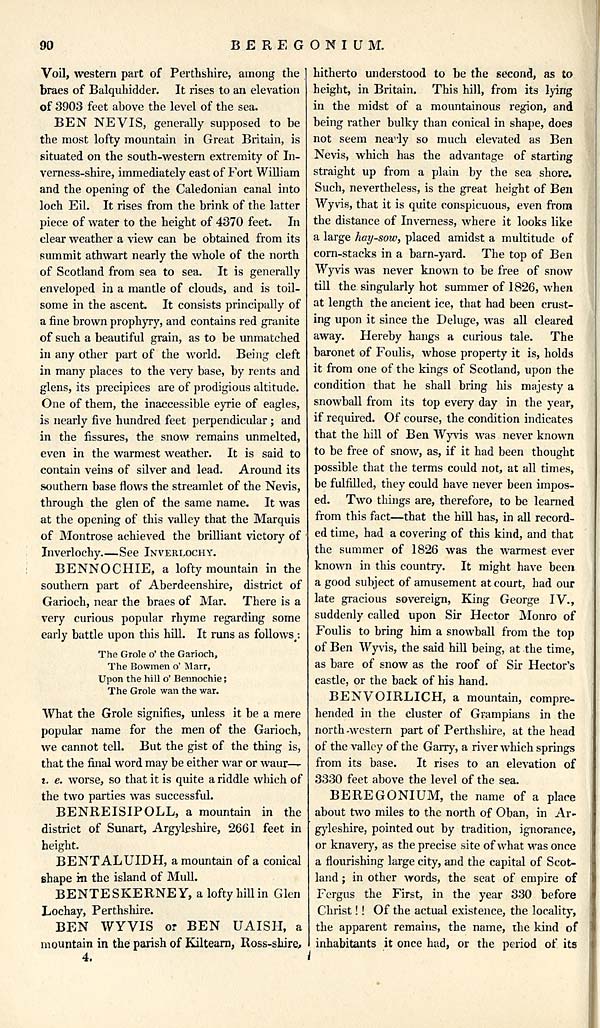 90
BEREGONIUM.
Voil, western part of Perthshire, among the
braes of Balquhidder. It rises to an elevation
of 3903 feet above the level of the sea.
BEN NEVIS, generally supposed to be
the most lofty mountain in Great Britain, is
situated on the south-western extremity of In-
verness-shire, immediately east of Fort William
and the opening of the Caledonian canal into
loch Eil. It rises from the brink of the latter
piece of water to the height of 4370 feet. In
clear weather a view can be obtained from its
summit athwart nearly the whole of the north
of Scotland from sea to sea. It is generally
enveloped in a mantle of clouds, and is toil-
some in the ascent. It consists principally of
a fine brown prophyry, and contains red granite
of such a beautiful grain, as to be unmatched
in any other part of the world. Being cleft
in many places to the very base, by rents and
glens, its precipices are of prodigious altitude.
One of them, the inaccessible eyrie of eagles,
is nearly five hundred feet perpendicular; and
in the fissures, the snow remains unmelted,
even in the warmest weather. It is said to
contain veins of silver and lead. Around its
southern base flows the streamlet of the Nevis,
through the glen of the same name. It was
at the opening of this valley that the Marquis
of Montrose achieved the brilliant victory of
Inverlochy.—See INVERLOCHY.
BENNOCHIE, a lofty mountain in the
southern part of Aberdeenshire, district of
Garioch, near the braes of Mar. There is a
very curious popular rhyme regarding some
early battle upon this hill. It runs as follows:
The Grole o' the Garioch,
The Bowmen o' Marr,
Upon the hill o' Bennochie;
The Grole wan the war.
What the Grole signifies, unless it be a mere
popular name for the men of the Garioch,
we cannot tell. But the gist of the thing is,
that the final word may be either war or waur—
i. e. worse, so that it is quite a riddle which of
the two parties was successful.
BENREISIPOLL, a mountain in the
district of Sunart, Argyleshire, 2661 feet in
height.
BENTALUIDH, a mountain of a conical
shape in the island of Mull.
BENTESKERNEY, a lofty hill in Glen
Lochay, Perthshire.
BEN WYVIS or BEN UAISH, a
mountain in the parish of Kiltearn, Ross-shire,
4.
hitherto understood to be the second, as to
height, in Britain. This hill, from its lying
in the midst of a mountainous region, and
being rather bulky than conical in shape, does
not seem nearly so much elevated as Ben
Nevis, which has the advantage of starting
straight up from a plain by the sea shore.
Such, nevertheless, is the great height of Ben
Wyvis, that it is quite conspicuous, even from
the distance of Inverness, where it looks like
a large hay-sow, placed amidst a multitude of
corn-stacks in a barn-yard. The top of Ben
Wyvis was never known to be free of snow
till the singularly hot summer of 1826, when
at length the ancient ice, that had been crust-
ing upon it since the Deluge, was all cleared
away. Hereby hangs a curious tale. The
baronet of Foulis, whose property it is, holds
it from one of the kings of Scotland, upon the
condition that he shall bring his majesty a
snowball from its top every day in the year,
if required. Of course, the condition indicates
that the hill of Ben Wyvis was never known
to be free of snow, as, if it had been thought
possible that the terms could not, at all times,
be fulfilled, they could have never been impos-
ed. Two things are, therefore, to be learned
from this fact—that the hill has, in all record-
ed time, had a covering of this kind, and that
the summer of 1826 was the warmest ever
known in this country. It might have been
a good subject of amusement at court, had our
late gracious sovereign, King George IV.,
suddenly called upon Sir Hector Monro of
Foulis to bring him a snowball from the top
of Ben Wyvis, the said hill being, at the time,
as bare of snow as the roof of Sir Hector's
castle, or the back of his hand.
BENVOIRLICH, a mountain, compre-
hended in the cluster of Grampians in the
north-western part of Perthshire, at the head
of the valley of the Garry, a river which springs
from its base. It rises to an elevation of
3330 feet above the level of the sea.
BEREGONIUM, the name of a place
about two miles to the north of Oban, in Ar-
gyleshire, pointed out by tradition, ignorance,
or knavery, as the precise site of what was once
a flourishing large city, and the capital of Scot-
land; in other words, the seat of empire of
Fergus the First, in the year 330 before
Christ!! Of the actual existence, the locality,
the apparent remains, the name, the kind of
inhabitants it once had, or the period of its